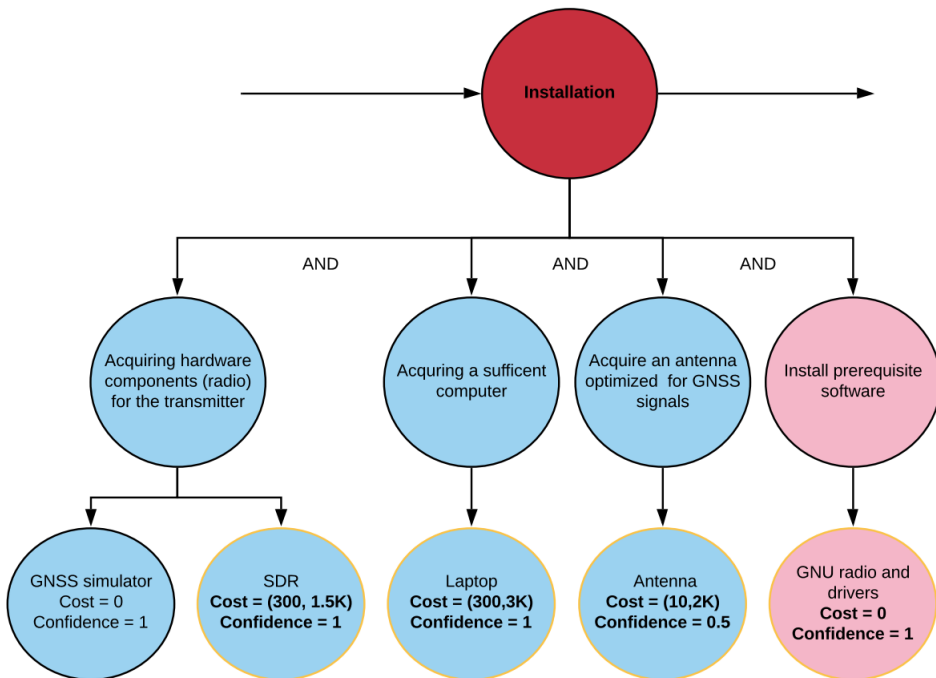 Installation
AND
AND
AND
Acquiring hardware
components (radio)
for the transmitter
Acquring a sufficent
computer
Acquire an antenna
optimized for GNSS
signals
Install prerequisite
software
GNSS simulator
Cost = 0
Confidence = 1
SDR
Cost = (300, 1.5K)
Confidence = 1
Laptop
Cost = (300,3K)
Confidence = 1
Antenna
Cost = (10,2K)
Confidence = 0.5
GNU radio and
drivers
Cost = 0
Confidence = 1